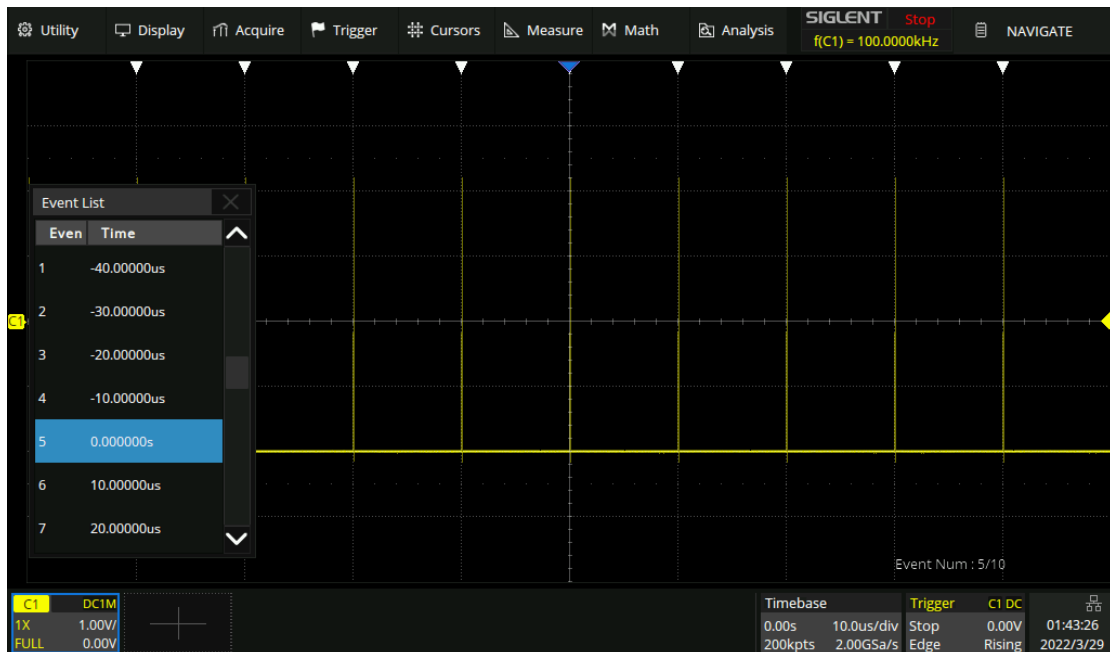 Utility Display Acquire Trigger Cursors Measure Math Analysis SIGLENT Stop NAVIGATE
f(C1) = 100.0000kHz
Event List
Even Time
1 -40.00000us
2 -30.00000us
C1
3 -20.00000us
4 -10.00000us
5 0.000000s
6 10.00000us
7 20.00000us
Event Num : 5/10
C1 DC1M
1X 1.00V/
FULL 0.00V
Timebase
0.00s 10.0us/div
200kpts 2.00GSa/s
Trigger C1 DC
Stop 0.00V
Edge Rising
01:43:26
2022/3/29